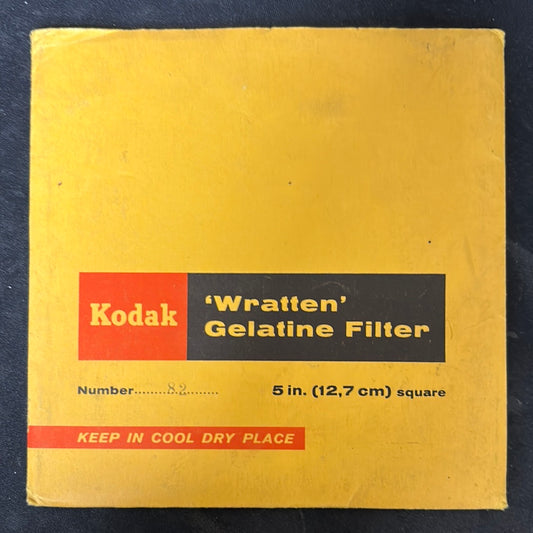 Kodak
'Wratten'
Gelatine Filter
Number.........82........ 5 in. (12,7 cm) square
KEEP IN COOL DRY PLACE